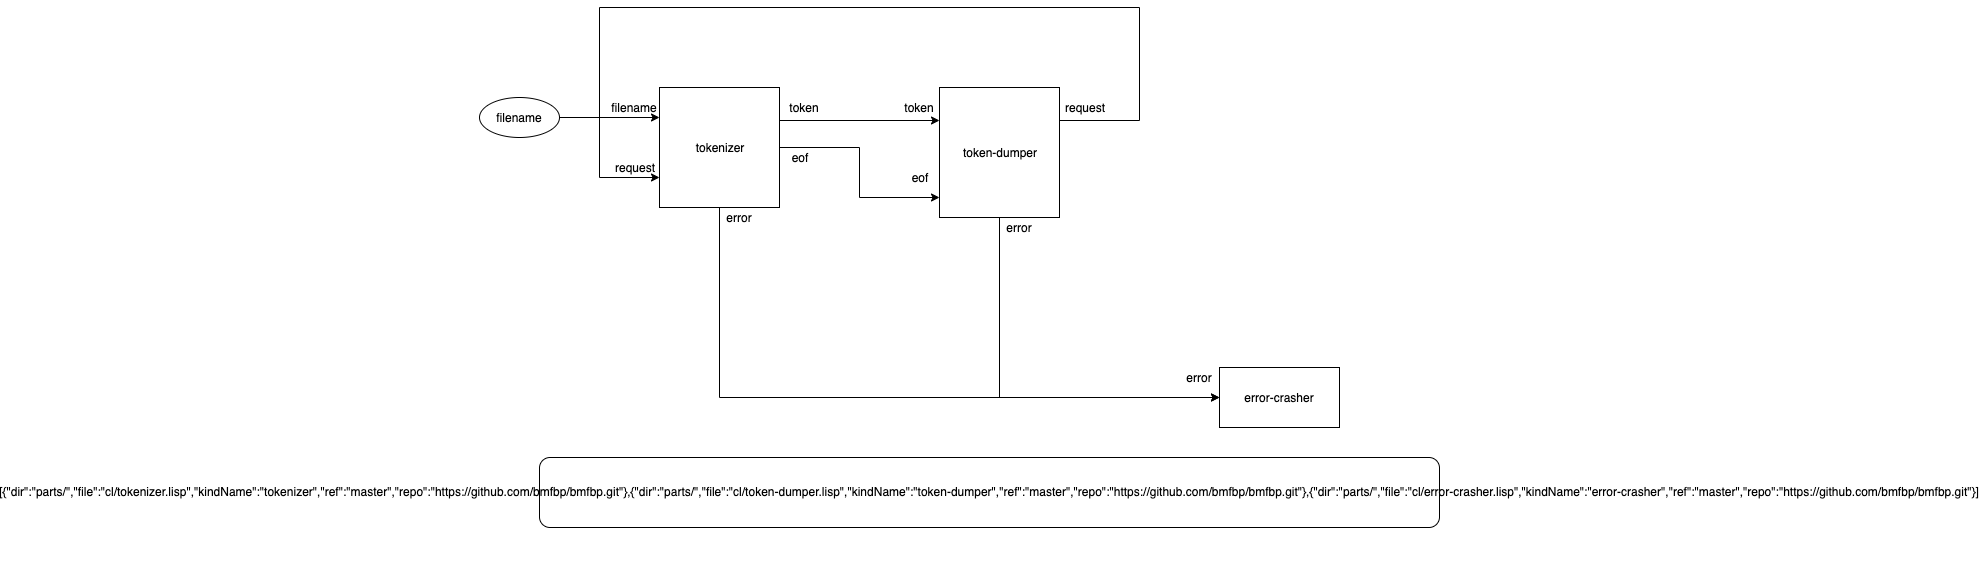 filename
filename
request
tokenizer
token
eof
error
token
eof
token-dumper
request
error
error
error-crasher
[{"dir":"parts/","file":"cl/tokenizer.lisp","kindName":"tokenizer","ref":"master","repo":"https://github.com/bmfbp/bmfbp.git"},{"dir":"parts/","file":"cl/token-dumper.lisp","kindName":"token-dumper","ref":"master","repo":"https://github.com/bmfbp/bmfbp.git"},{"dir":"parts/","file":"cl/error-crasher.lisp","kindName":"error-crasher","ref":"master","repo":"https://github.com/bmfbp/bmfbp.git"}]